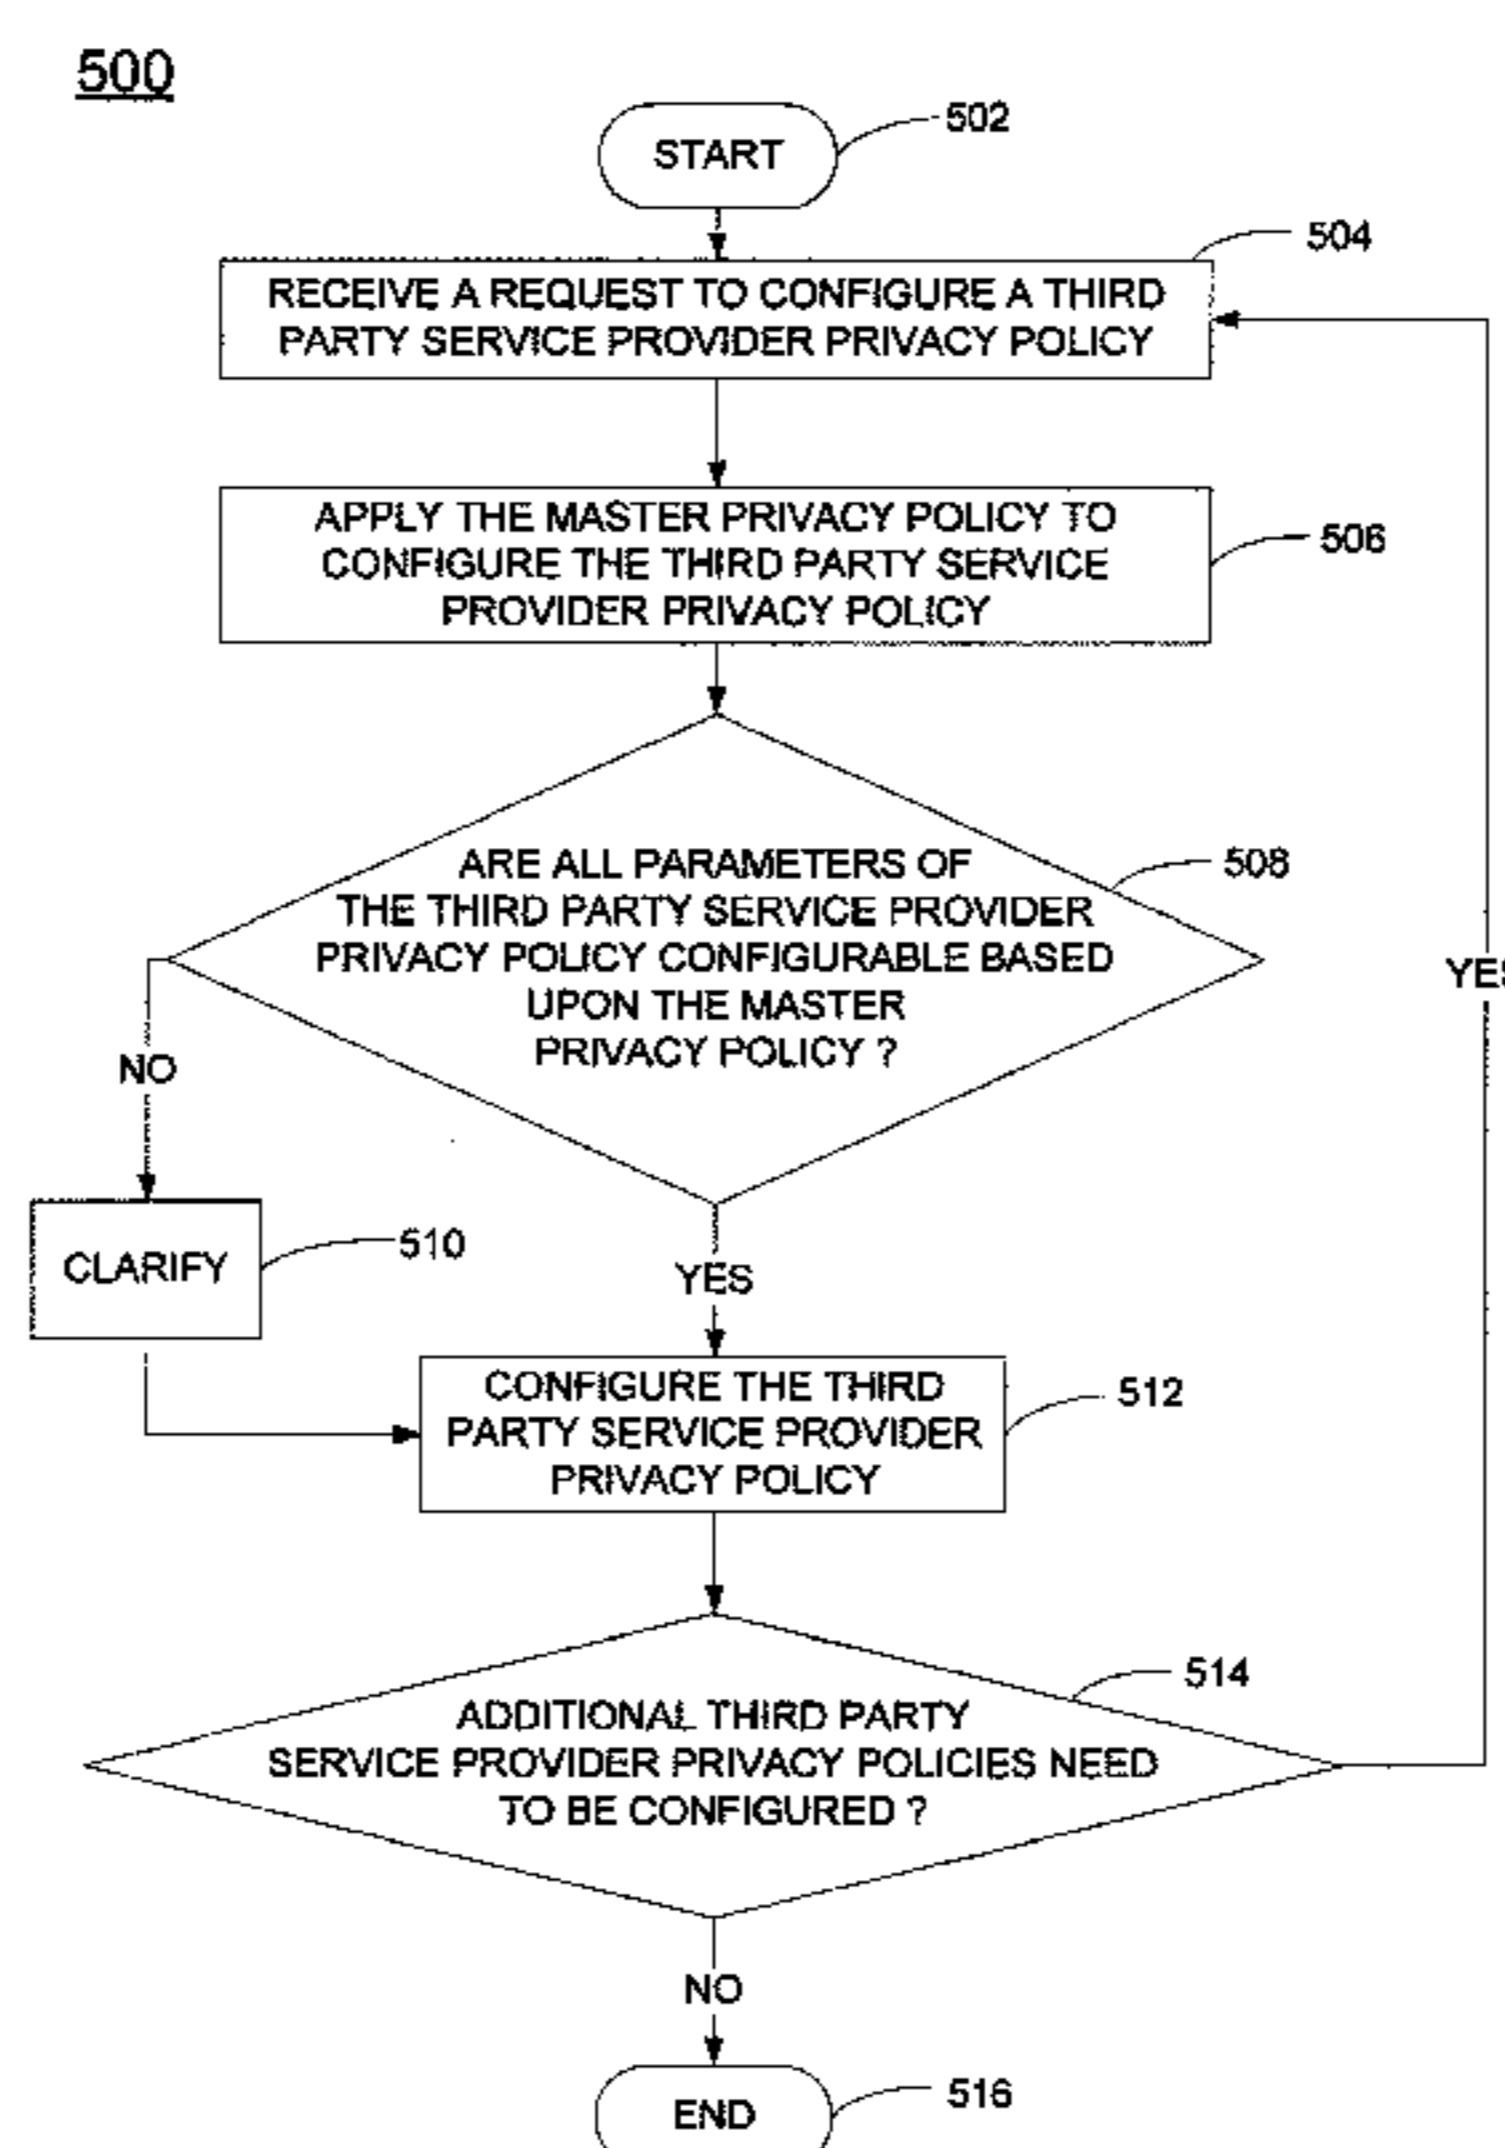 500
START
502
504
RECEIVE A REQUEST TO CONFIGURE A THIRD
PARTY SERVICE PROVIDER PRIVACY POLICY
APPLY THE MASTER PRIVACY POLICY TO
CONFIGURE THE THIRD PARTY SERVICE
PROVIDER PRIVACY POLICY
506
ARE ALL PARAMETERS OF
THE THIRD PARTY SERVICE PROVIDER
PRIVACY POLICY CONFIGURABLE BASED
UPON THE MASTER
PRIVACY POLICY ?
508
YES
NO
CLARIFY
510
YES
CONFIGURE THE THIRD
PARTY SERVICE PROVIDER
PRIVACY POLICY
512
514
ADDITIONAL THIRD PARTY
SERVICE PROVIDER PRIVACY POLICIES NEED
TO BE CONFIGURED ?
NO
END
516